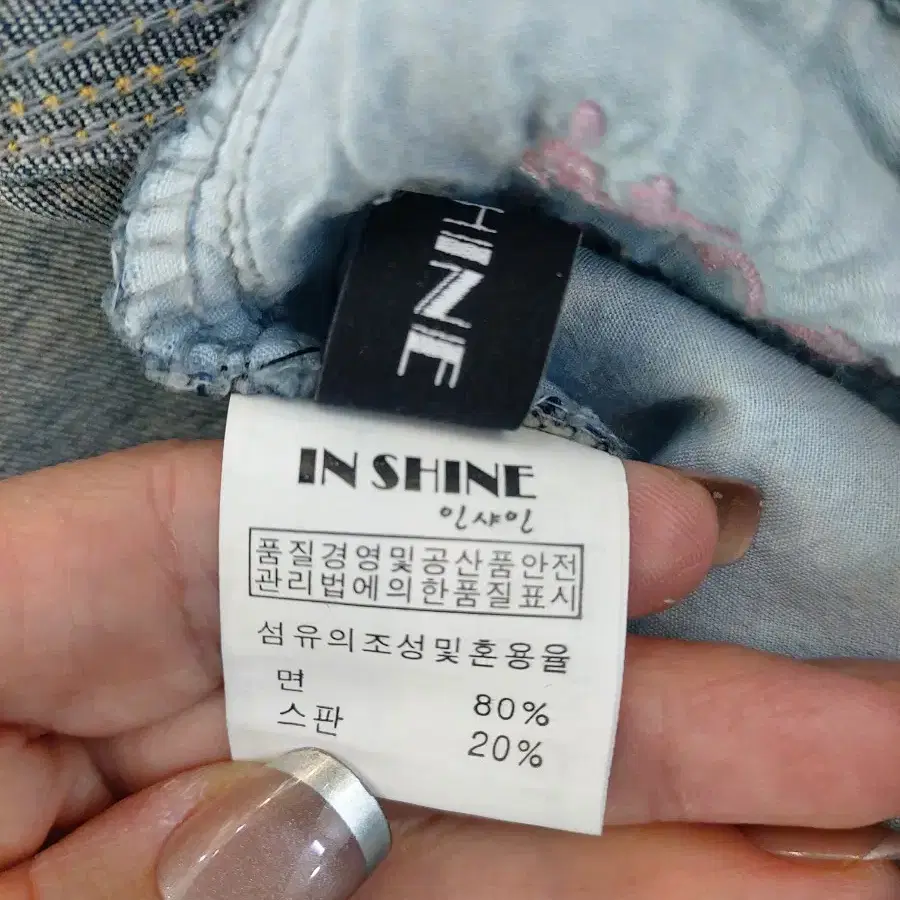 HINE
IN SHINE
인샤인
품질경영및공산품안전
관리법에의한품질표시
섬유의조성및혼용율
면 80%
스판 20%